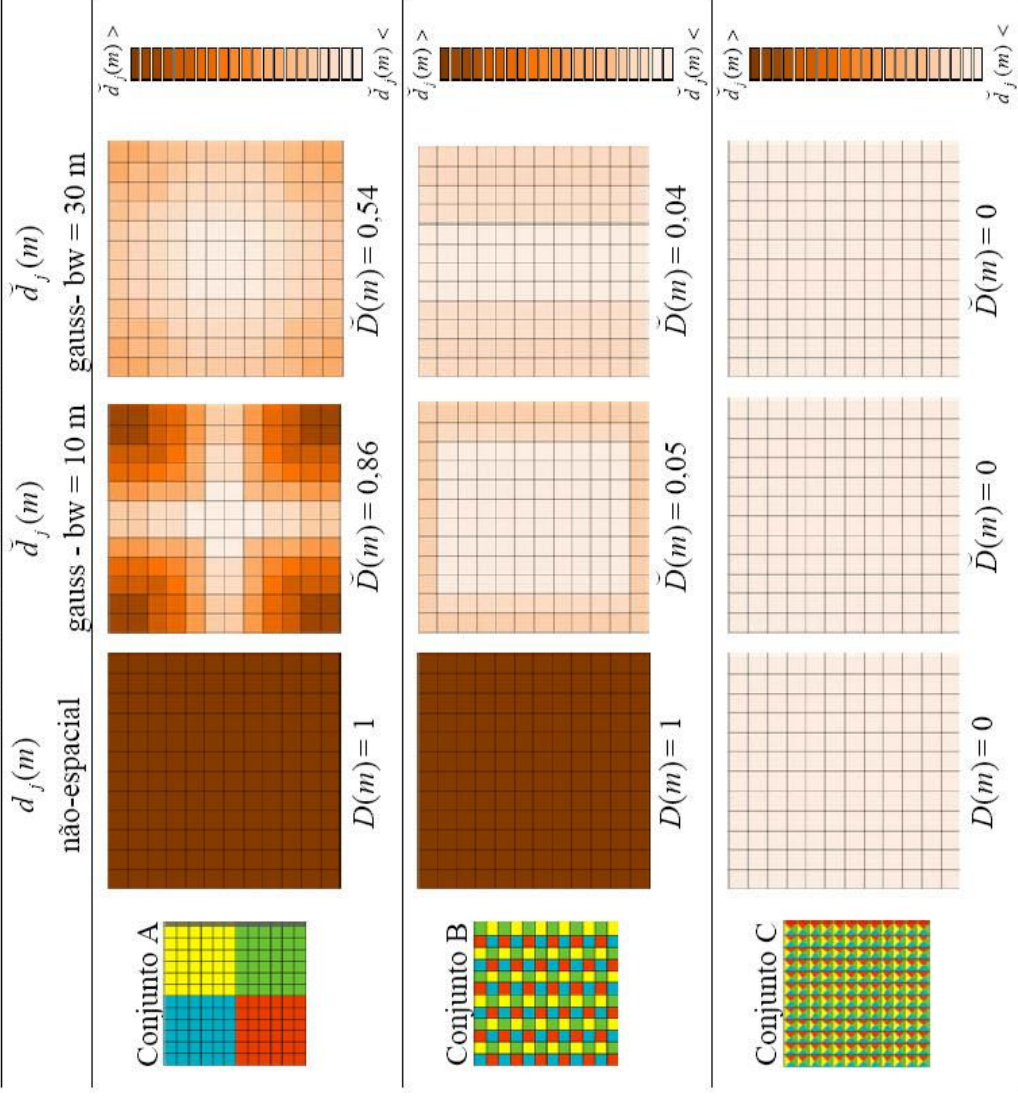 d_j(m)
não-espacial
d̆_j(m)
gauss - bw = 10 m
d̆_j(m)
gauss- bw = 30 m
Conjunto A
D(m) = 1
D̆(m) = 0,86
D̆(m) = 0,54
d̆_j(m) >
d̆_j(m) <
Conjunto B
D(m) = 1
D̆(m) = 0,05
D̆(m) = 0,04
d̆_j(m) >
d̆_j(m) <
Conjunto C
D(m) = 0
D̆(m) = 0
D̆(m) = 0
d̆_j(m) >
d̆_j(m) <